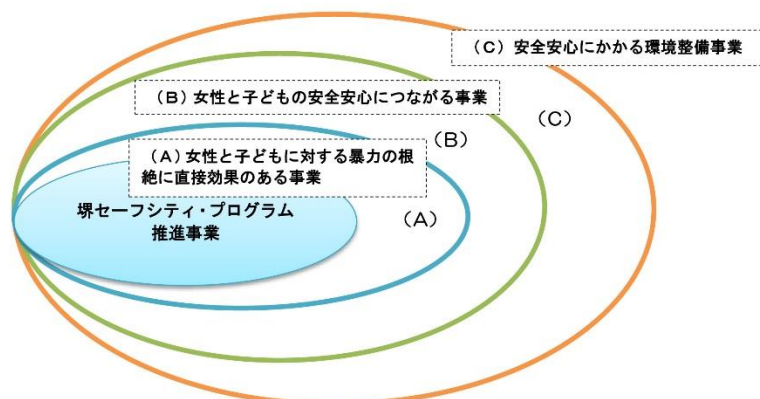 （C）安全安心にかかる環境整備事業
（B）女性と子どもの安全安心につながる事業
（C）
（B）
（A）女性と子どもに対する暴力の根
絶に直接効果のある事業
堺セーフシティ・プログラム
推進事業
（A）